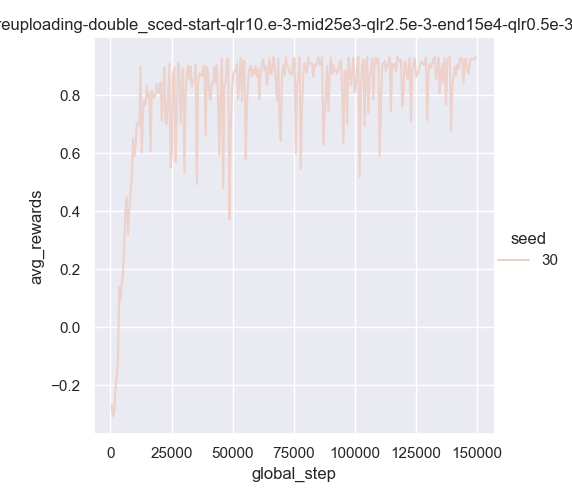 reuploading-double_sced-start-qlr10.e-3-mid25e3-qlr2.5e-3-end15e4-qlr0.5e-3
avg_rewards
0.8
0.6
0.4
0.2
0.0
−0.2
0 25000 50000 75000 100000 125000 150000
global_step
seed
30